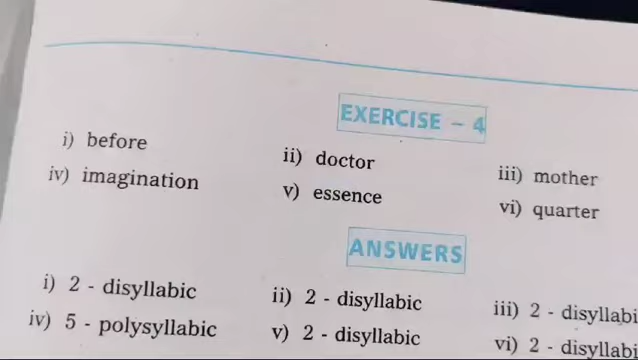 EXERCISE – 4
i) before ii) doctor iii) mother
iv) imagination v) essence vi) quarter
ANSWERS
i) 2 - disyllabic ii) 2 - disyllabic iii) 2 - disyllabi
iv) 5 - polysyllabic v) 2 - disyllabic vi) 2 - disyllabi